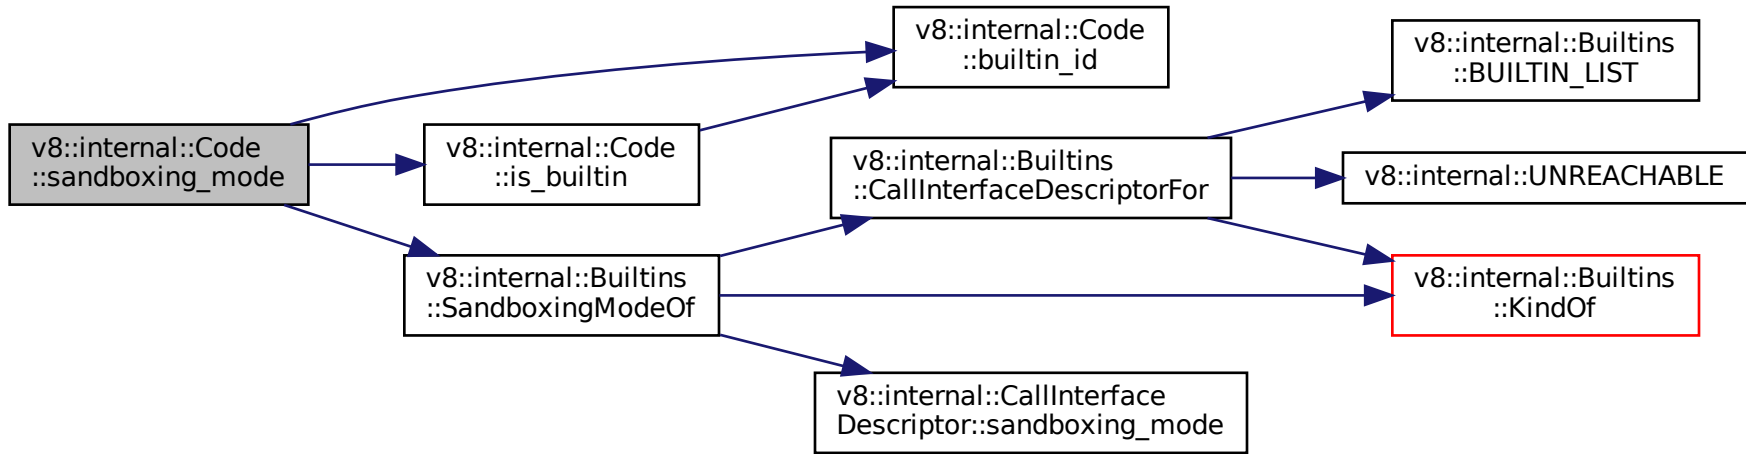 v8::internal::Code
::sandboxing_mode
v8::internal::Code
::builtin_id
v8::internal::Code
::is_builtin
v8::internal::Builtins
::SandboxingModeOf
v8::internal::Builtins
::CallInterfaceDescriptorFor
v8::internal::CallInterface
Descriptor::sandboxing_mode
v8::internal::Builtins
::BUILTIN_LIST
v8::internal::UNREACHABLE
v8::internal::Builtins
::KindOf